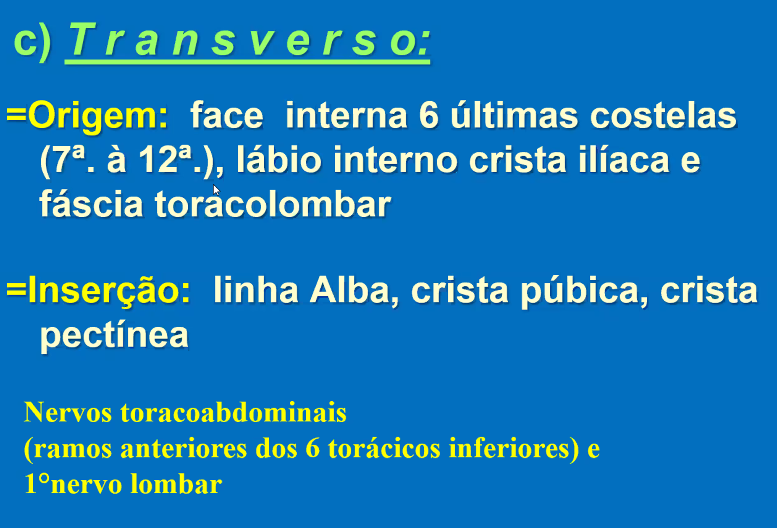 c) T r a n s v e r s o:
=Origem: face interna 6 últimas costelas
(7ª. à 12ª.), lábio interno crista ilíaca e
fáscia toracolombar
=Inserção: linha Alba, crista púbica, crista
pectínea
Nervos toracoabdominais
(ramos anteriores dos 6 torácicos inferiores) e
1°nervo lombar